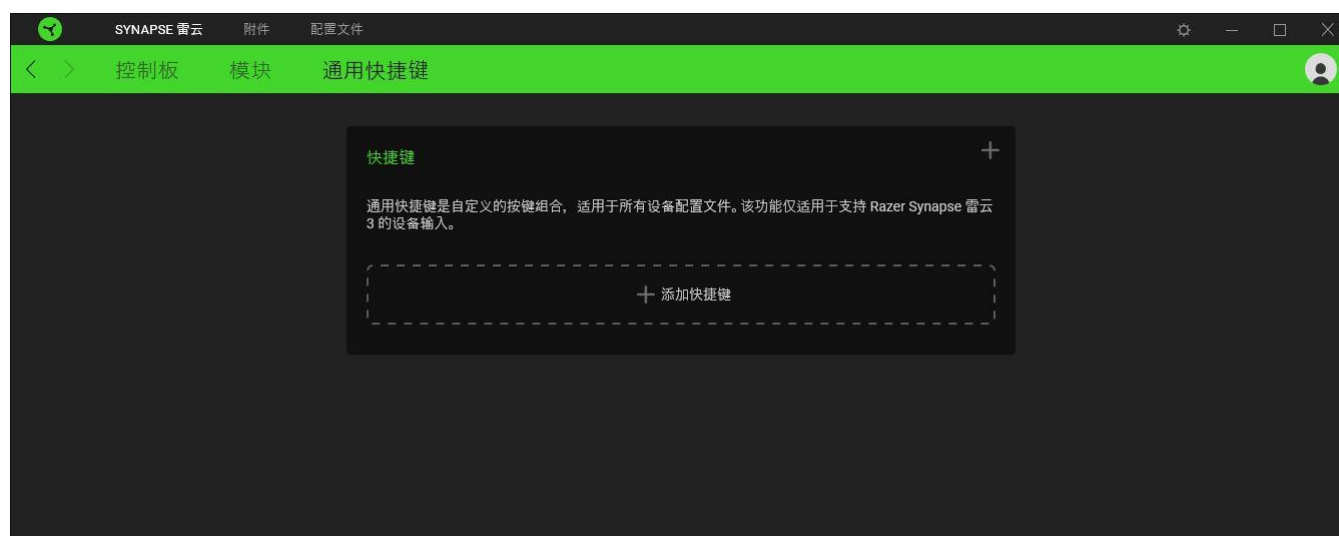 SYNAPSE 雷云 附件 配置文件
控制板 模块 通用快捷键
快捷键
通用快捷键是自定义的按键组合，适用于所有设备配置文件。该功能仅适用于支持 Razer Synapse 雷云
3 的设备输入。
添加快捷键